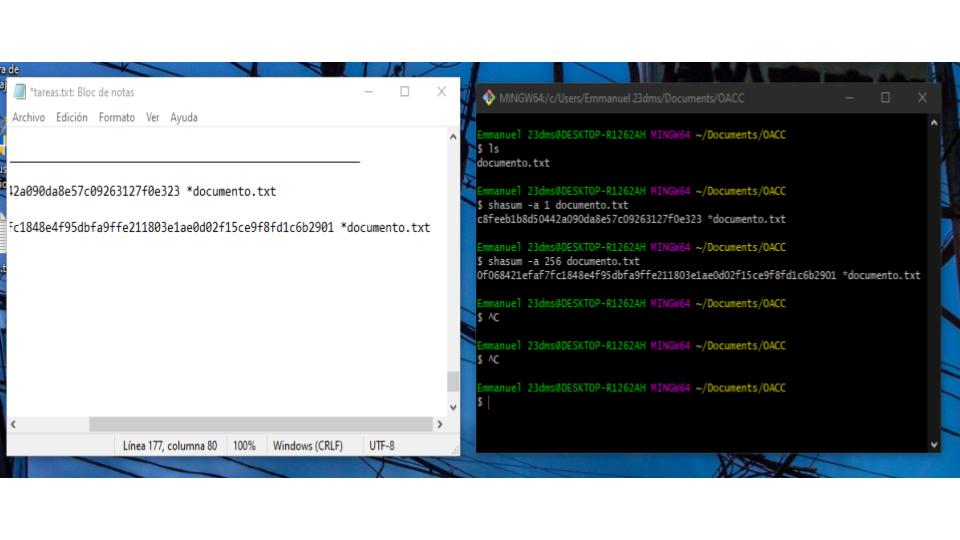 ra de
*tareas.txt: Bloc de notas
Archivo Edición Formato Ver Ayuda
42a090da8e57c09263127f0e323 *documento.txt
fc1848e4f95dbfa9ffe211803e1ae0d02f15ce9f8fd1c6b2901 *documento.txt
Línea 177, columna 80 100% Windows (CRLF) UTF-8
MINGW64:/c/Users/Emmanuel 23dms/Documents/OACC
Emmanuel 23dms@DESKTOP-R1262AH MINGW64 ~/Documents/OACC
$ ls
documento.txt
Emmanuel 23dms@DESKTOP-R1262AH MINGW64 ~/Documents/OACC
$ shasum -a 1 documento.txt
c8feeb1b8d50442a090da8e57c09263127f0e323 *documento.txt
Emmanuel 23dms@DESKTOP-R1262AH MINGW64 ~/Documents/OACC
$ shasum -a 256 documento.txt
0f068421efaf7fc1848e4f95dbfa9ffe211803e1ae0d02f15ce9f8fd1c6b2901 *documento.txt
Emmanuel 23dms@DESKTOP-R1262AH MINGW64 ~/Documents/OACC
$ ^C
Emmanuel 23dms@DESKTOP-R1262AH MINGW64 ~/Documents/OACC
$ ^C
Emmanuel 23dms@DESKTOP-R1262AH MINGW64 ~/Documents/OACC
$